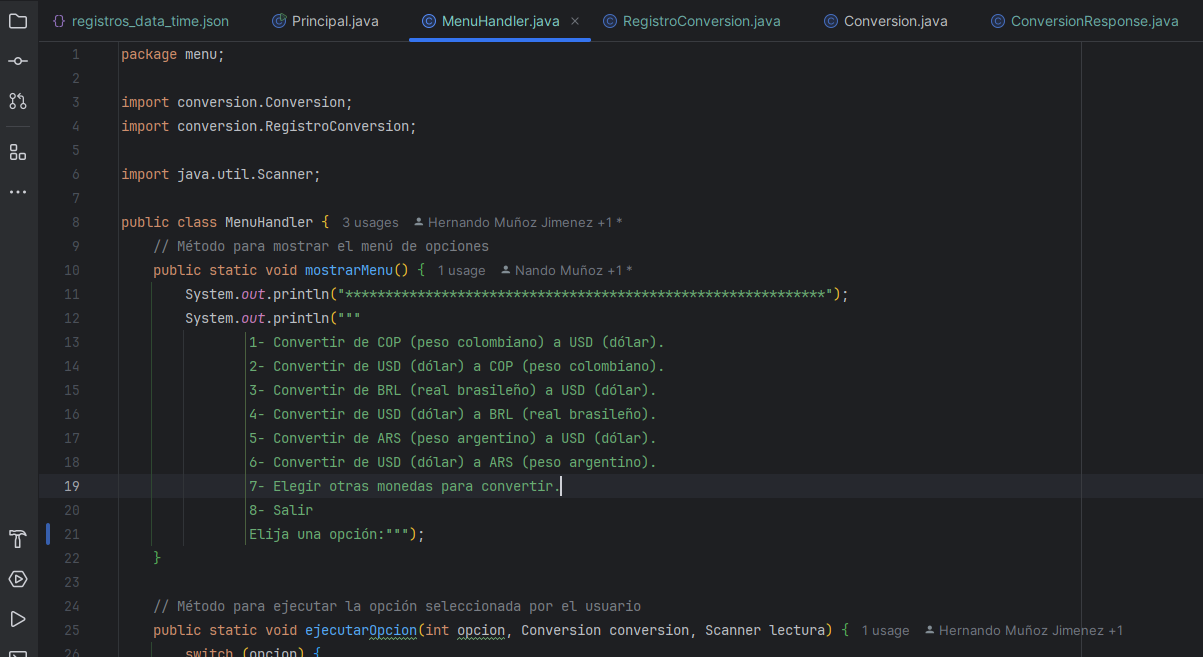 registros_data_time.json Principal.java MenuHandler.java RegistroConversion.java Conversion.java ConversionResponse.java
1 package menu;
2
3 import conversion.Conversion;
4 import conversion.RegistroConversion;
5
6 import java.util.Scanner;
7
8 public class MenuHandler { 3 usages Hernando Muñoz Jimenez +1 *
9 // Método para mostrar el menú de opciones
10 public static void mostrarMenu() { 1 usage Nando Muñoz +1 *
11 System.out.println("************************************************************");
12 System.out.println("""
13 1- Convertir de COP (peso colombiano) a USD (dólar).
14 2- Convertir de USD (dólar) a COP (peso colombiano).
15 3- Convertir de BRL (real brasileño) a USD (dólar).
16 4- Convertir de USD (dólar) a BRL (real brasileño).
17 5- Convertir de ARS (peso argentino) a USD (dólar).
18 6- Convertir de USD (dólar) a ARS (peso argentino).
19 7- Elegir otras monedas para convertir.
20 8- Salir
21 Elija una opción:""");
22 }
23
24 // Método para ejecutar la opción seleccionada por el usuario
25 public static void ejecutarOpcion(int opcion, Conversion conversion, Scanner lectura) { 1 usage Hernando Muñoz Jimenez +1
26 switch (opcion) {